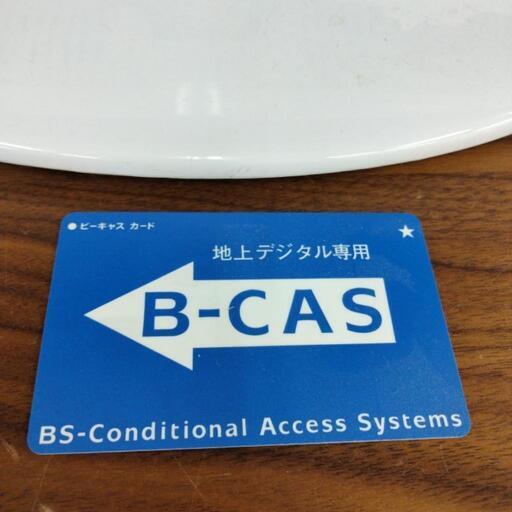 ●ビーキャス カード
★
地上デジタル専用
B-CAS
BS-Conditional Access Systems